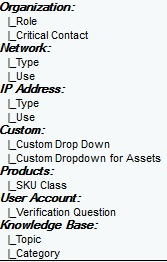 Organization:
|_Role
|_Critical Contact
Network:
|_Type
|_Use
IP Address:
|_Type
|_Use
Custom:
|_Custom Drop Down
|_Custom Dropdown for Assets
Products:
|_SKU Class
User Account:
|_Verification Question
Knowledge Base:
|_Topic
|_Category